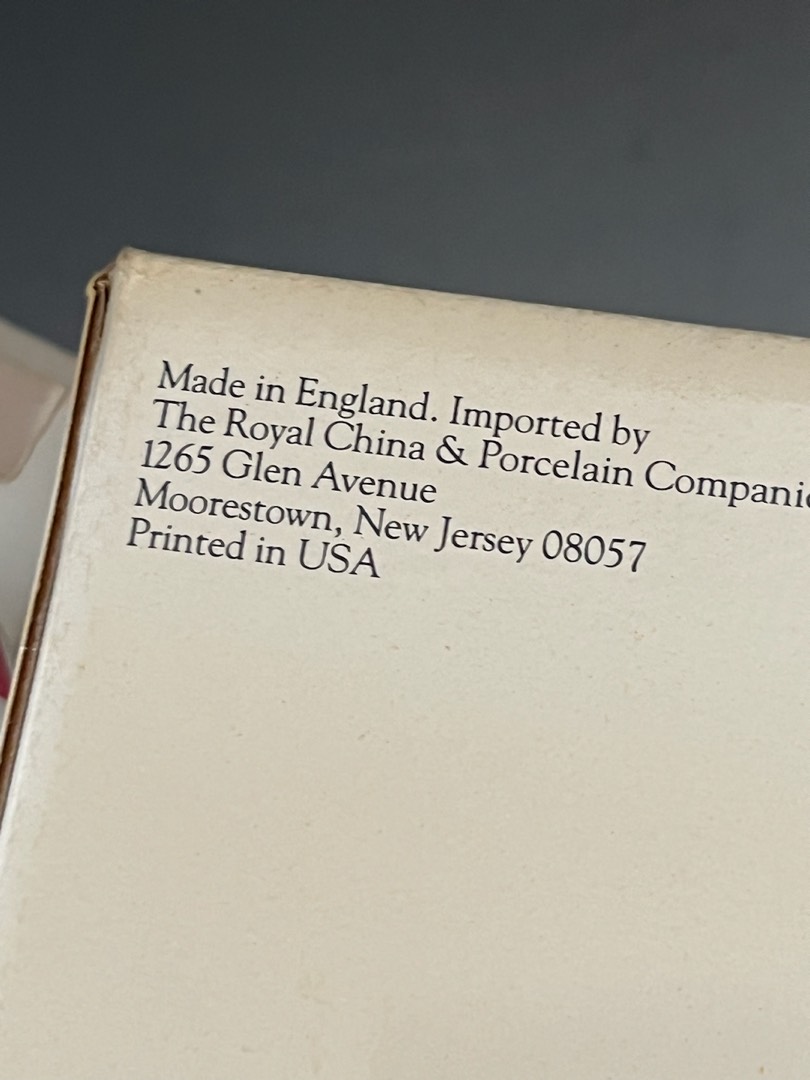 Made in England. Imported by
The Royal China & Porcelain
1265 Glen Avenue
Moorestown, New Jersey 08057
Printed in USA